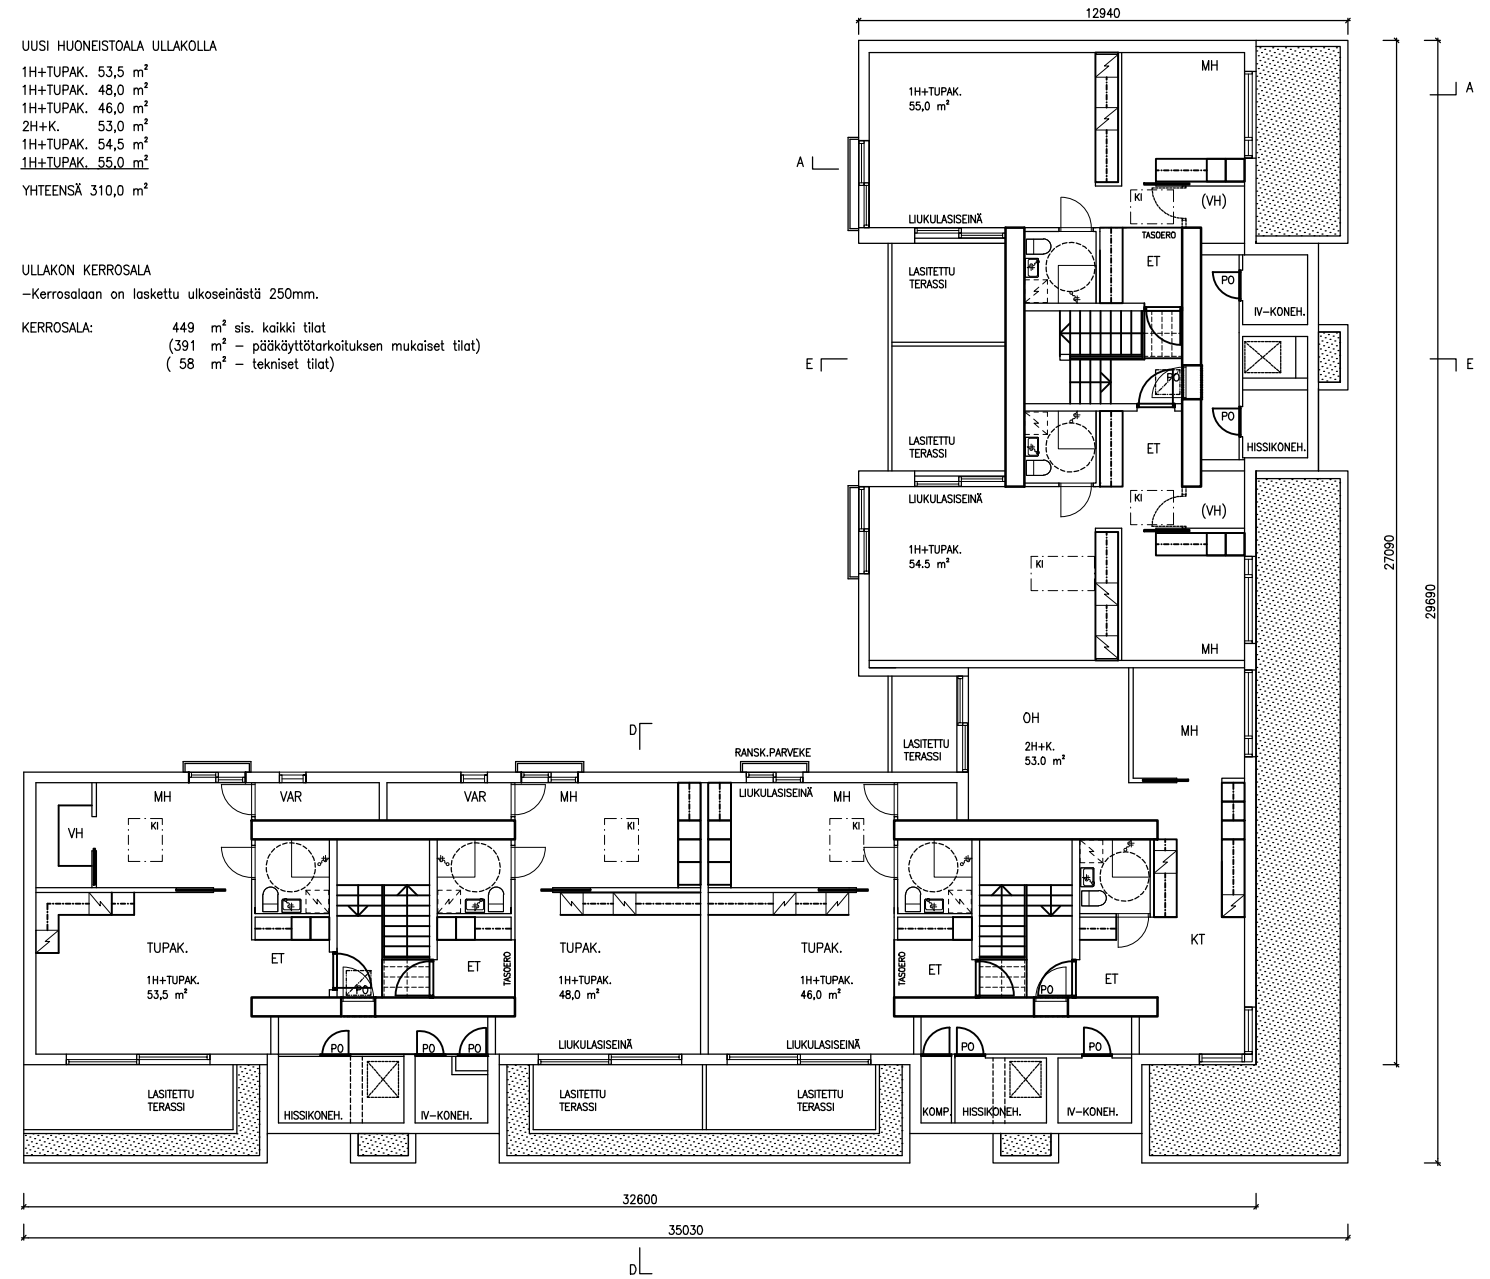 12940
UUSI HUONEISTOALA ULLAKOLLA
1H+TUPAK. 53,5 m²
1H+TUPAK. 48,0 m²
1H+TUPAK. 46,0 m²
2H+K. 53,0 m²
1H+TUPAK. 54,5 m²
1H+TUPAK. 55,0 m²
YHTEENSÄ 310,0 m²
ULLAKON KERROSALA
-Kerrosalaan on laskettu ulkoseinästä 250mm.
KERROSALA: 449 m² sis. kaikki tilat
(391 m² - pääkäyttötarkoituksen mukaiset tilat)
( 58 m² - tekniset tilat)
MH
1H+TUPAK.
55,0 m²
A
A
KI
(VH)
LIUKULASISEINÄ
TASOERO
ET
LASITETTU
TERASSI
PO
IV-KONEH.
E
E
PO
PO
LASITETTU
TERASSI
ET
HISSIKONEH.
LIUKULASISEINÄ
KI
(VH)
1H+TUPAK.
54.5 m²
KI
27090
29690
MH
OH
2H+K.
53.0 m²
MH
LASITETTU
TERASSI
D
RANSK.PARVEKE
LIUKULASISEINÄ
MH
VAR
VAR
MH
MH
VH
KI
KI
KI
TUPAK.
1H+TUPAK.
53,5 m²
ET
PO
ET
TASOERO
TUPAK.
1H+TUPAK.
48,0 m²
TUPAK.
1H+TUPAK.
46,0 m²
TASOERO
ET
PO
ET
KT
LIUKULASISEINÄ
LIUKULASISEINÄ
PO
PO
PO
PO
PO
LASITETTU
TERASSI
HISSIKONEH.
IV-KONEH.
LASITETTU
TERASSI
LASITETTU
TERASSI
KOMP.
HISSIKONEH.
IV-KONEH.
32600
35030
D